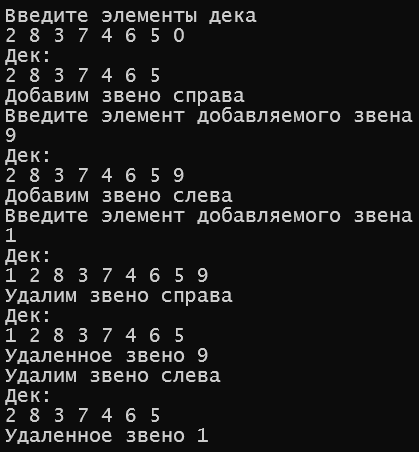 Введите элементы дека
2 8 3 7 4 6 5 0
Дек:
2 8 3 7 4 6 5
Добавим звено справа
Введите элемент добавляемого звена
9
Дек:
2 8 3 7 4 6 5 9
Добавим звено слева
Введите элемент добавляемого звена
1
Дек:
1 2 8 3 7 4 6 5 9
Удалим звено справа
Дек:
1 2 8 3 7 4 6 5
Удаленное звено 9
Удалим звено слева
Дек:
2 8 3 7 4 6 5
Удаленное звено 1